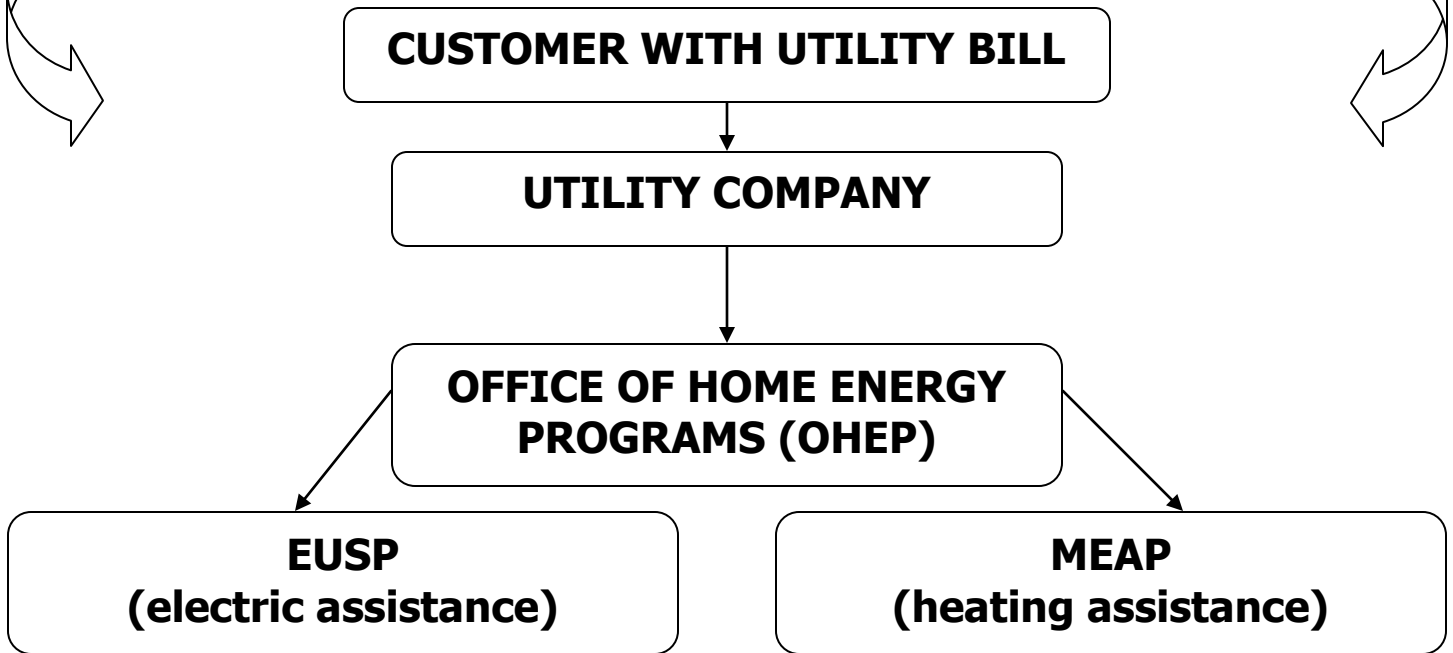 CUSTOMER WITH UTILITY BILL
UTILITY COMPANY
OFFICE OF HOME ENERGY
PROGRAMS (OHEP)
EUSP
(electric assistance)
MEAP
(heating assistance)